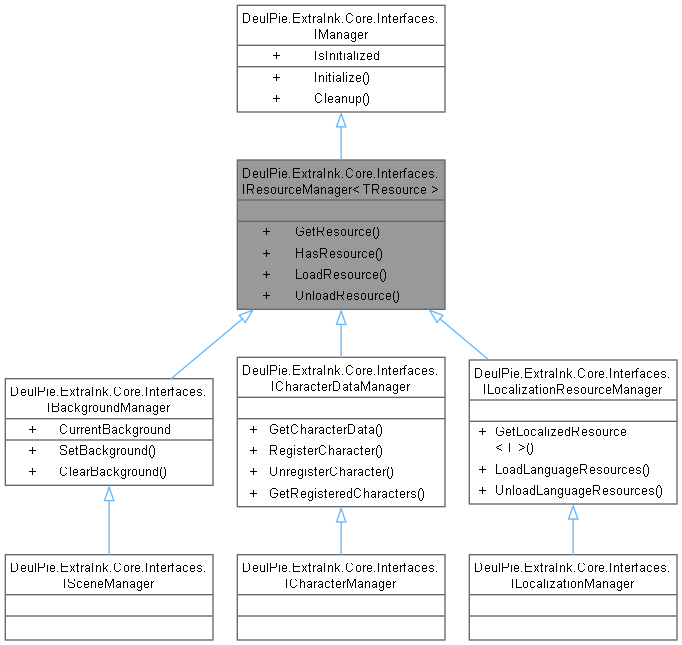 DeulPie.ExtraInk.Core.Interfaces.
IManager
+ IsInitialized
+ Initialize()
+ Cleanup()
DeulPie.ExtraInk.Core.Interfaces.
IResourceManager< TResource >
+ GetResource()
+ HasResource()
+ LoadResource()
+ UnloadResource()
DeulPie.ExtraInk.Core.Interfaces.
IBackgroundManager
+ CurrentBackground
+ SetBackground()
+ ClearBackground()
DeulPie.ExtraInk.Core.Interfaces.
ICharacterDataManager
+ GetCharacterData()
+ RegisterCharacter()
+ UnregisterCharacter()
+ GetRegisteredCharacters()
DeulPie.ExtraInk.Core.Interfaces.
ILocalizationResourceManager
+ GetLocalizedResource
< T >()
+ LoadLanguageResources()
+ UnloadLanguageResources()
DeulPie.ExtraInk.Core.Interfaces.
ISceneManager
DeulPie.ExtraInk.Core.Interfaces.
ICharacterManager
DeulPie.ExtraInk.Core.Interfaces.
ILocalizationManager